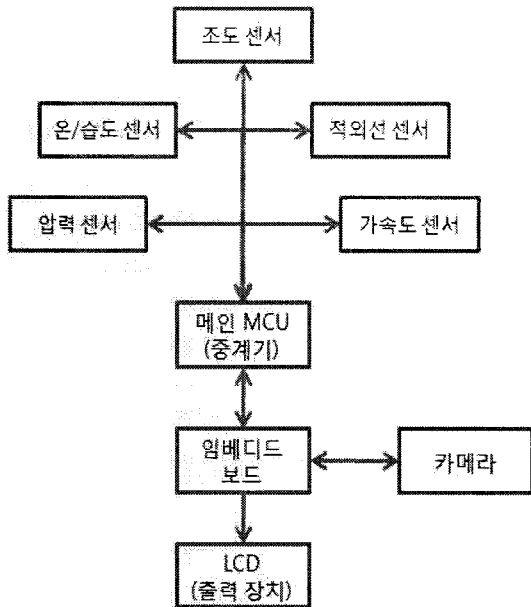 조도 센서
온/습도 센서
적외선 센서
압력 센서
가속도 센서
메인 MCU
(중계기)
임베디드
보드
카메라
LCD
(출력 장치)